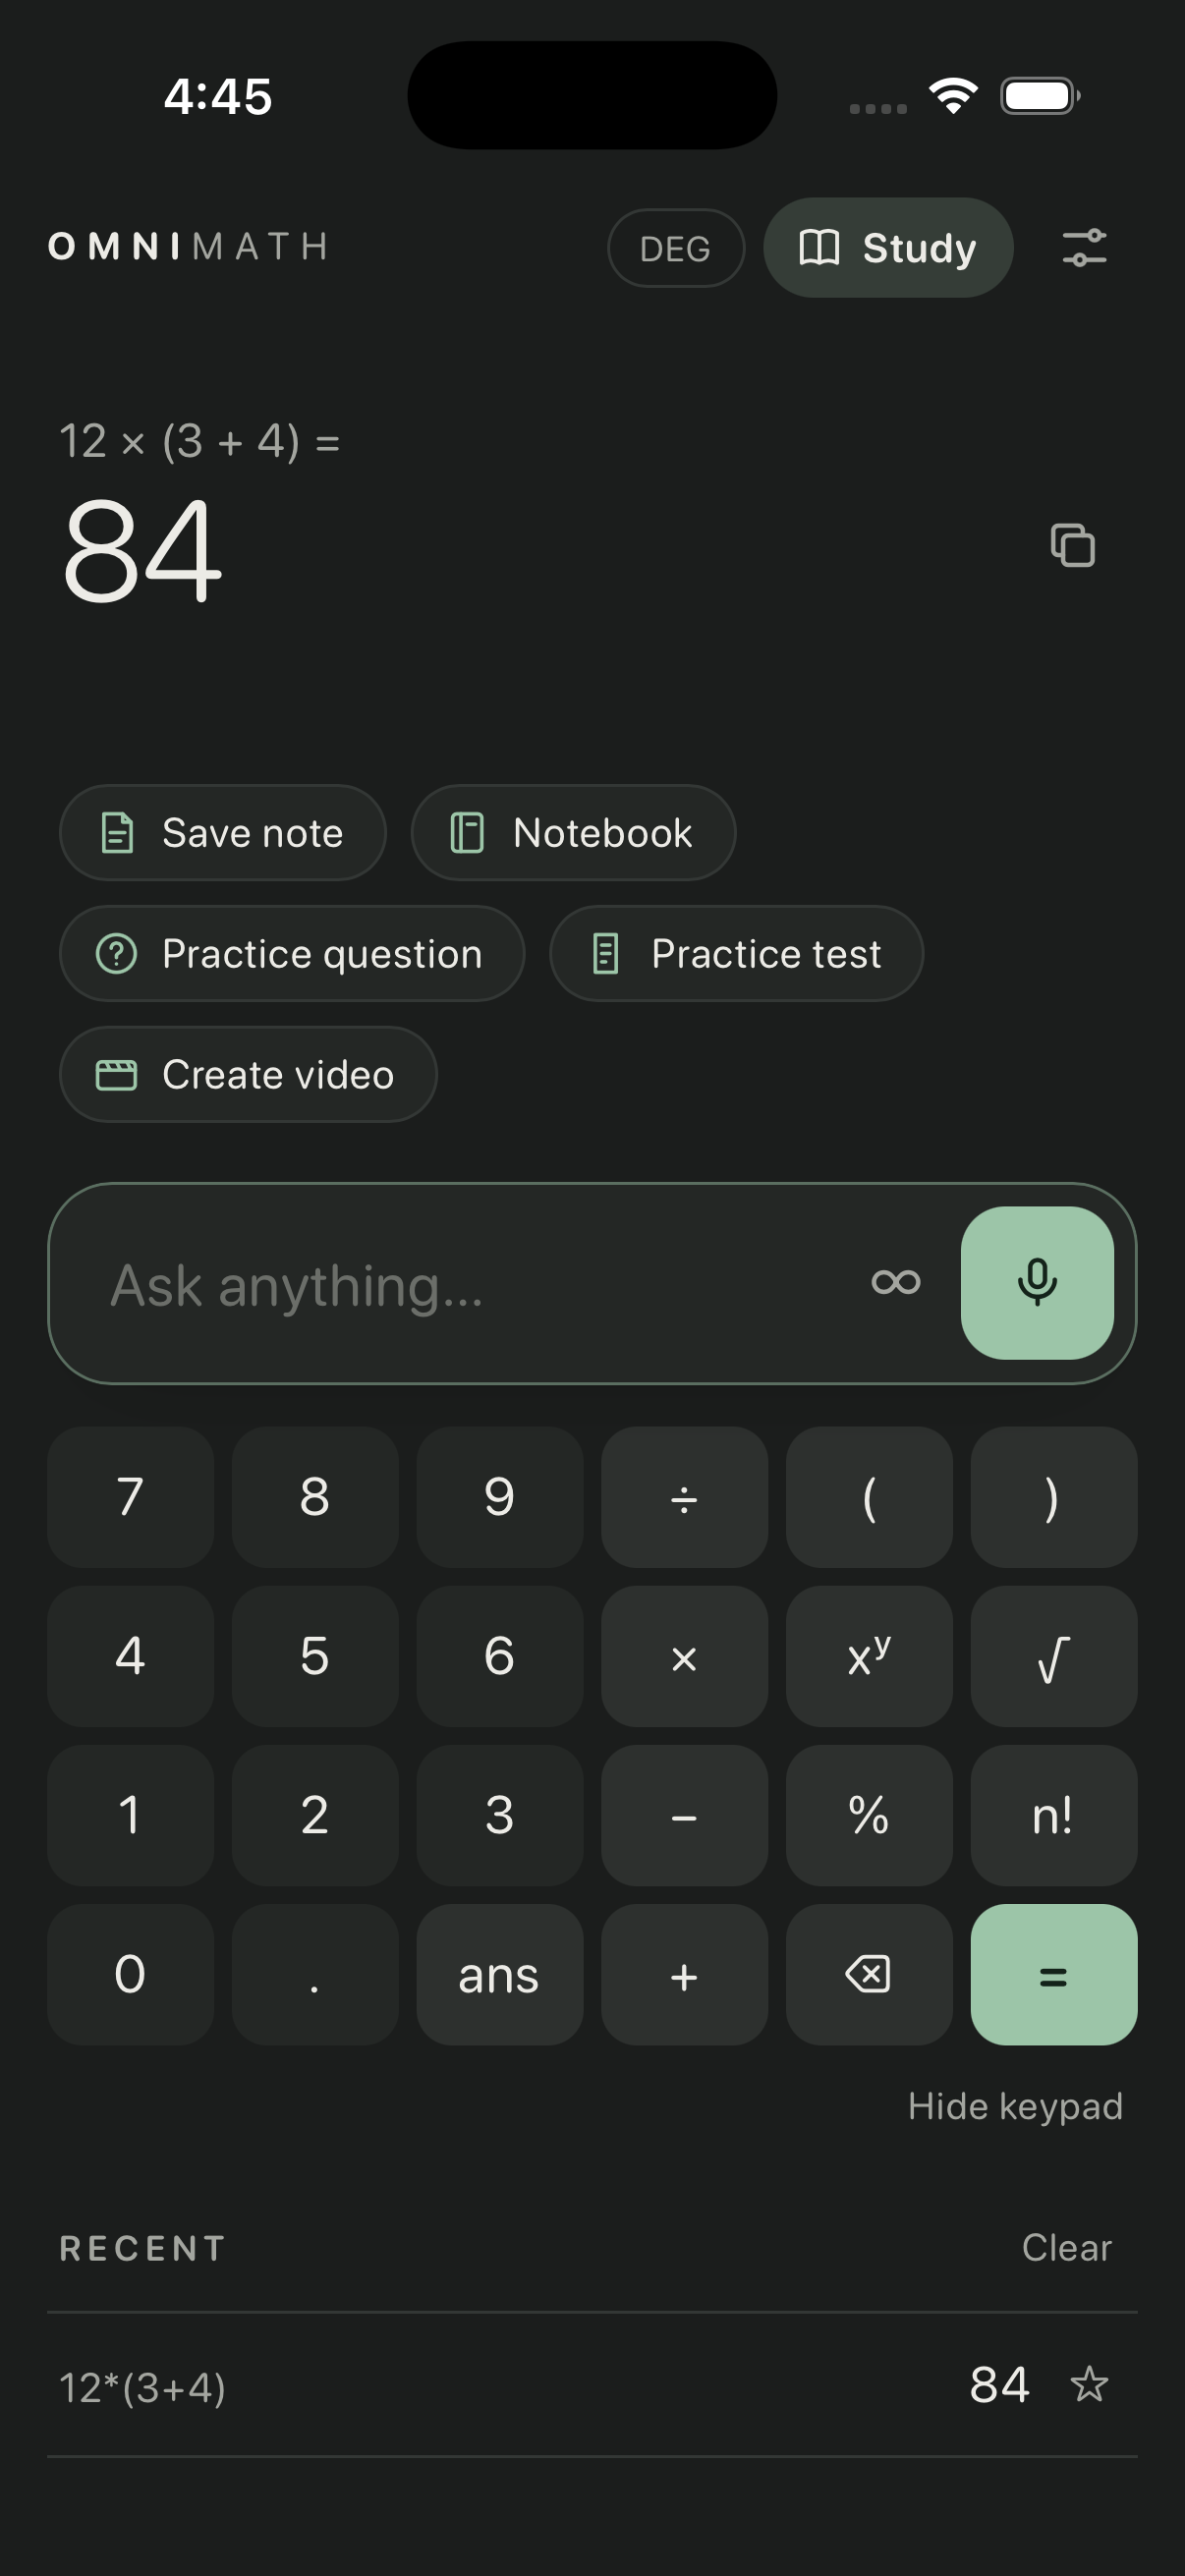 4:45
OMNIMATH DEG Study
12 × (3 + 4) =
84
Save note Notebook
Practice question Practice test
Create video
Ask anything...
7 8 9 ÷ ( )
4 5 6 × xʸ √
1 2 3 − % n!
0 . ans + =
Hide keypad
RECENT Clear
12*(3+4) 84